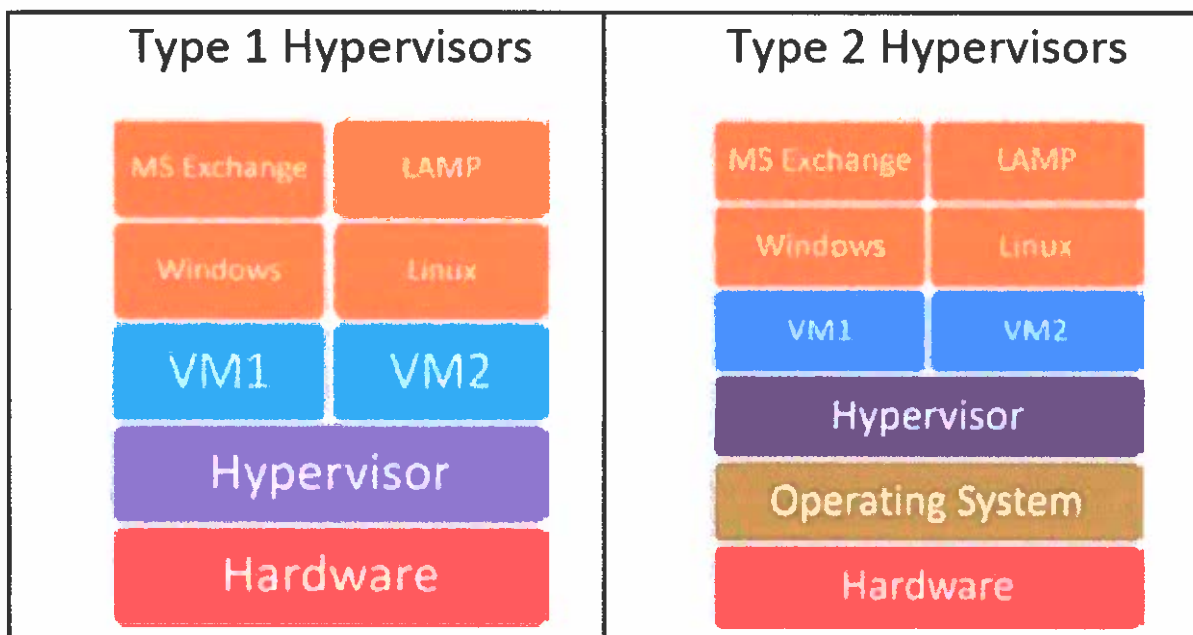 Type 1 Hypervisors
MS Exchange LAMP
Windows Linux
VM1 VM2
Hypervisor
Hardware
Type 2 Hypervisors
MS Exchange LAMP
Windows Linux
VM1 VM2
Hypervisor
Operating System
Hardware